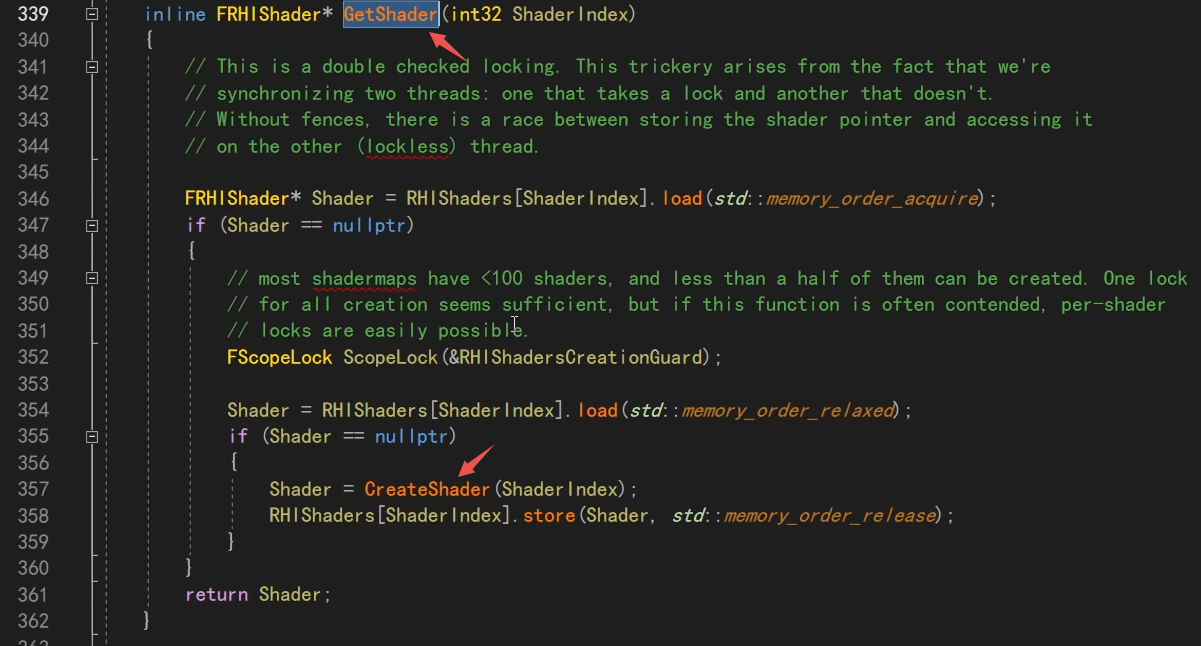 339 inline FRHIShader* GetShader(int32 ShaderIndex)
340 {
341 // This is a double checked locking. This trickery arises from the fact that we're
342 // synchronizing two threads: one that takes a lock and another that doesn't.
343 // Without fences, there is a race between storing the shader pointer and accessing it
344 // on the other (lockless) thread.
345
346 FRHIShader* Shader = RHIShaders[ShaderIndex].load(std::memory_order_acquire);
347 if (Shader == nullptr)
348 {
349 // most shadermaps have <100 shaders, and less than a half of them can be created. One lock
350 // for all creation seems sufficient, but if this function is often contended, per-shader
351 // locks are easily possible.
352 FScopeLock ScopeLock(&RHIShadersCreationGuard);
353
354 Shader = RHIShaders[ShaderIndex].load(std::memory_order_relaxed);
355 if (Shader == nullptr)
356 {
357 Shader = CreateShader(ShaderIndex);
358 RHIShaders[ShaderIndex].store(Shader, std::memory_order_release);
359 }
360 }
361 return Shader;
362 }